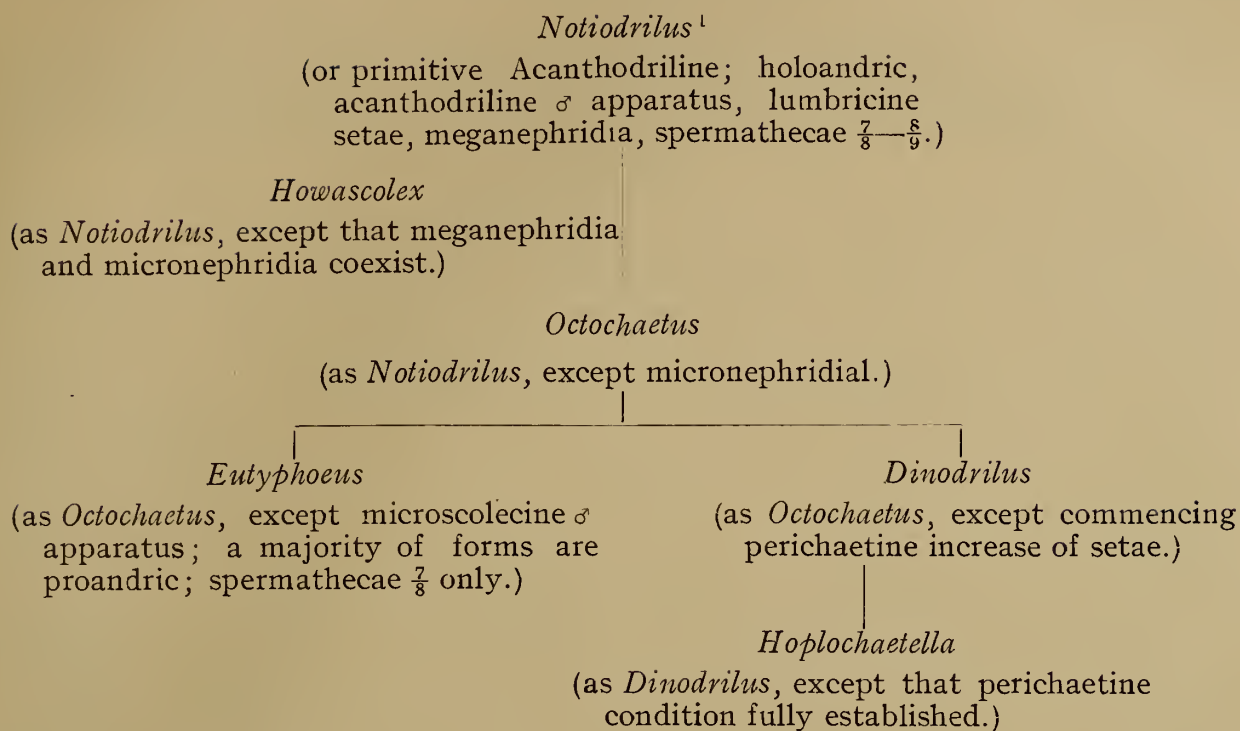 Notiodrilus ¹
(or primitive Acanthodriline; holoandric,
acanthodriline ♂ apparatus, lumbricine
setae, meganephridia, spermathecae 7/8—8/9.)
Howascolex
(as Notiodrilus, except that meganephridia
and micronephridia coexist.)
Octochaetus
(as Notiodrilus, except micronephridial.)
Eutyphoeus
(as Octochaetus, except microscolecine ♂
apparatus; a majority of forms are
proandric; spermathecae 7/8 only.)
Dinodrilus
(as Octochaetus, except commencing
perichaetine increase of setae.)
Hoplochaetella
(as Dinodrilus, except that perichaetine
condition fully established.)